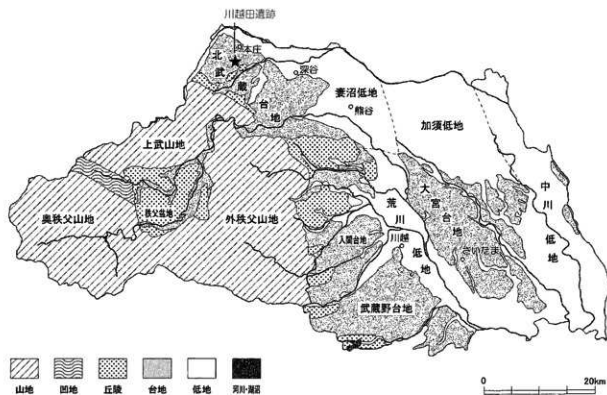 川越田遺跡
本庄
北武蔵台地
深谷
妻沼低地
熊谷
加須低地
上武山地
秩父盆地
奥秩父山地
外秩父山地
荒川低地
大宮台地
中川低地
入間台地
川越
さいたま
武蔵野台地
山地
凹地
丘陵
台地
低地
河川・湖沼
0 20km